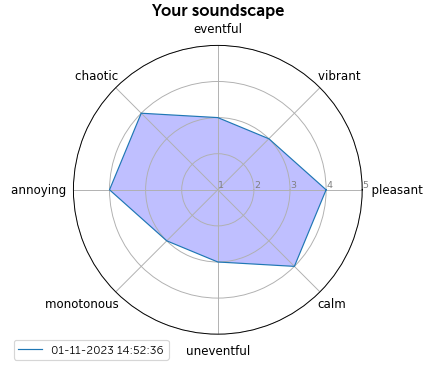 Your soundscape
eventful
chaotic
vibrant
annoying
1 2 3 4 5
pleasant
monotonous
calm
uneventful
01-11-2023 14:52:36